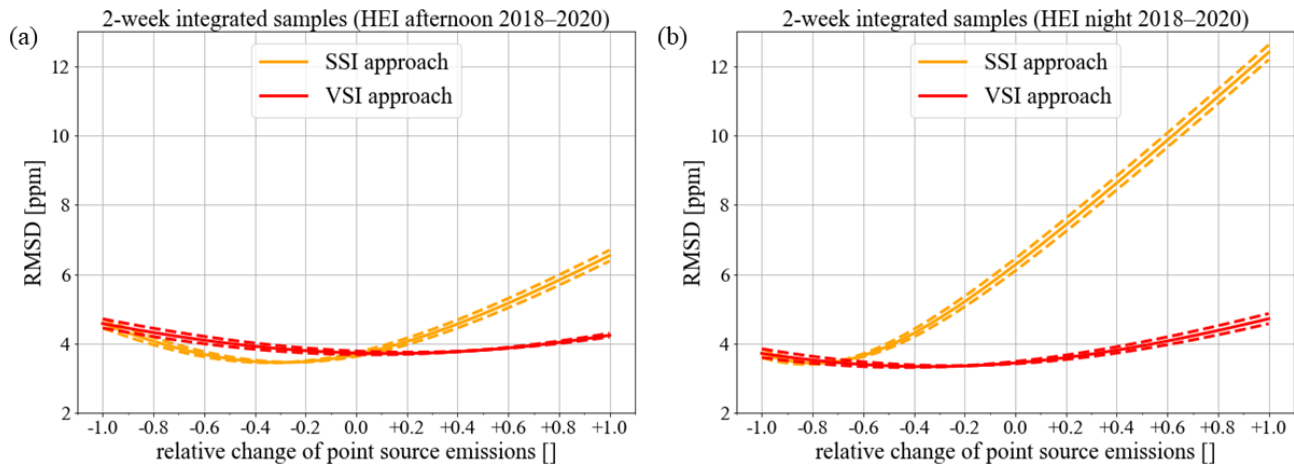 (a)
2-week integrated samples (HEI afternoon 2018–2020)
SSI approach
VSI approach
RMSD [ppm]
12
10
8
6
4
2
-1.0 -0.8 -0.6 -0.4 -0.2 0.0 +0.2 +0.4 +0.6 +0.8 +1.0
relative change of point source emissions []
(b)
2-week integrated samples (HEI night 2018–2020)
SSI approach
VSI approach
RMSD [ppm]
12
10
8
6
4
2
-1.0 -0.8 -0.6 -0.4 -0.2 0.0 +0.2 +0.4 +0.6 +0.8 +1.0
relative change of point source emissions []